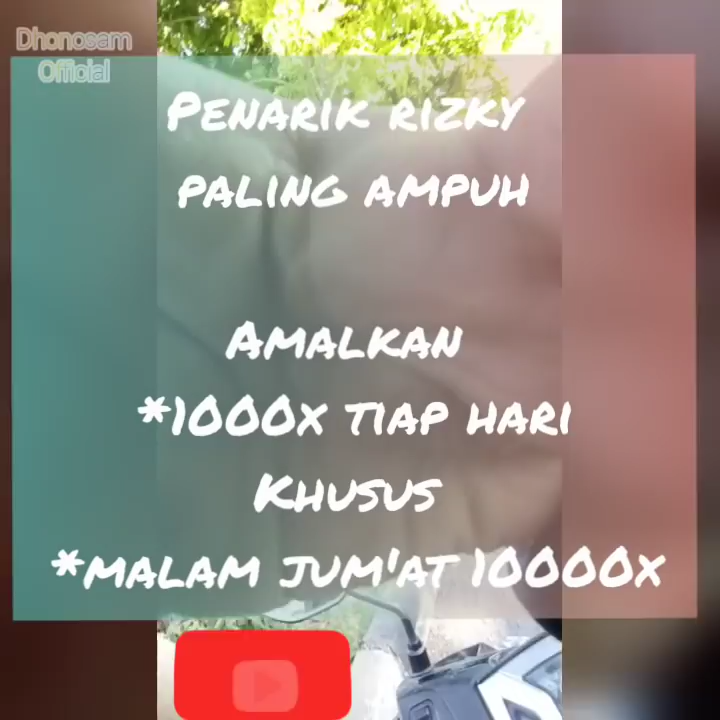 Dhonosam
Official
PENARIK RIZKY
PALING AMPUH
AMALKAN
*1000X TIAP HARI
KHUSUS
*MALAM JUM'AT 10000X